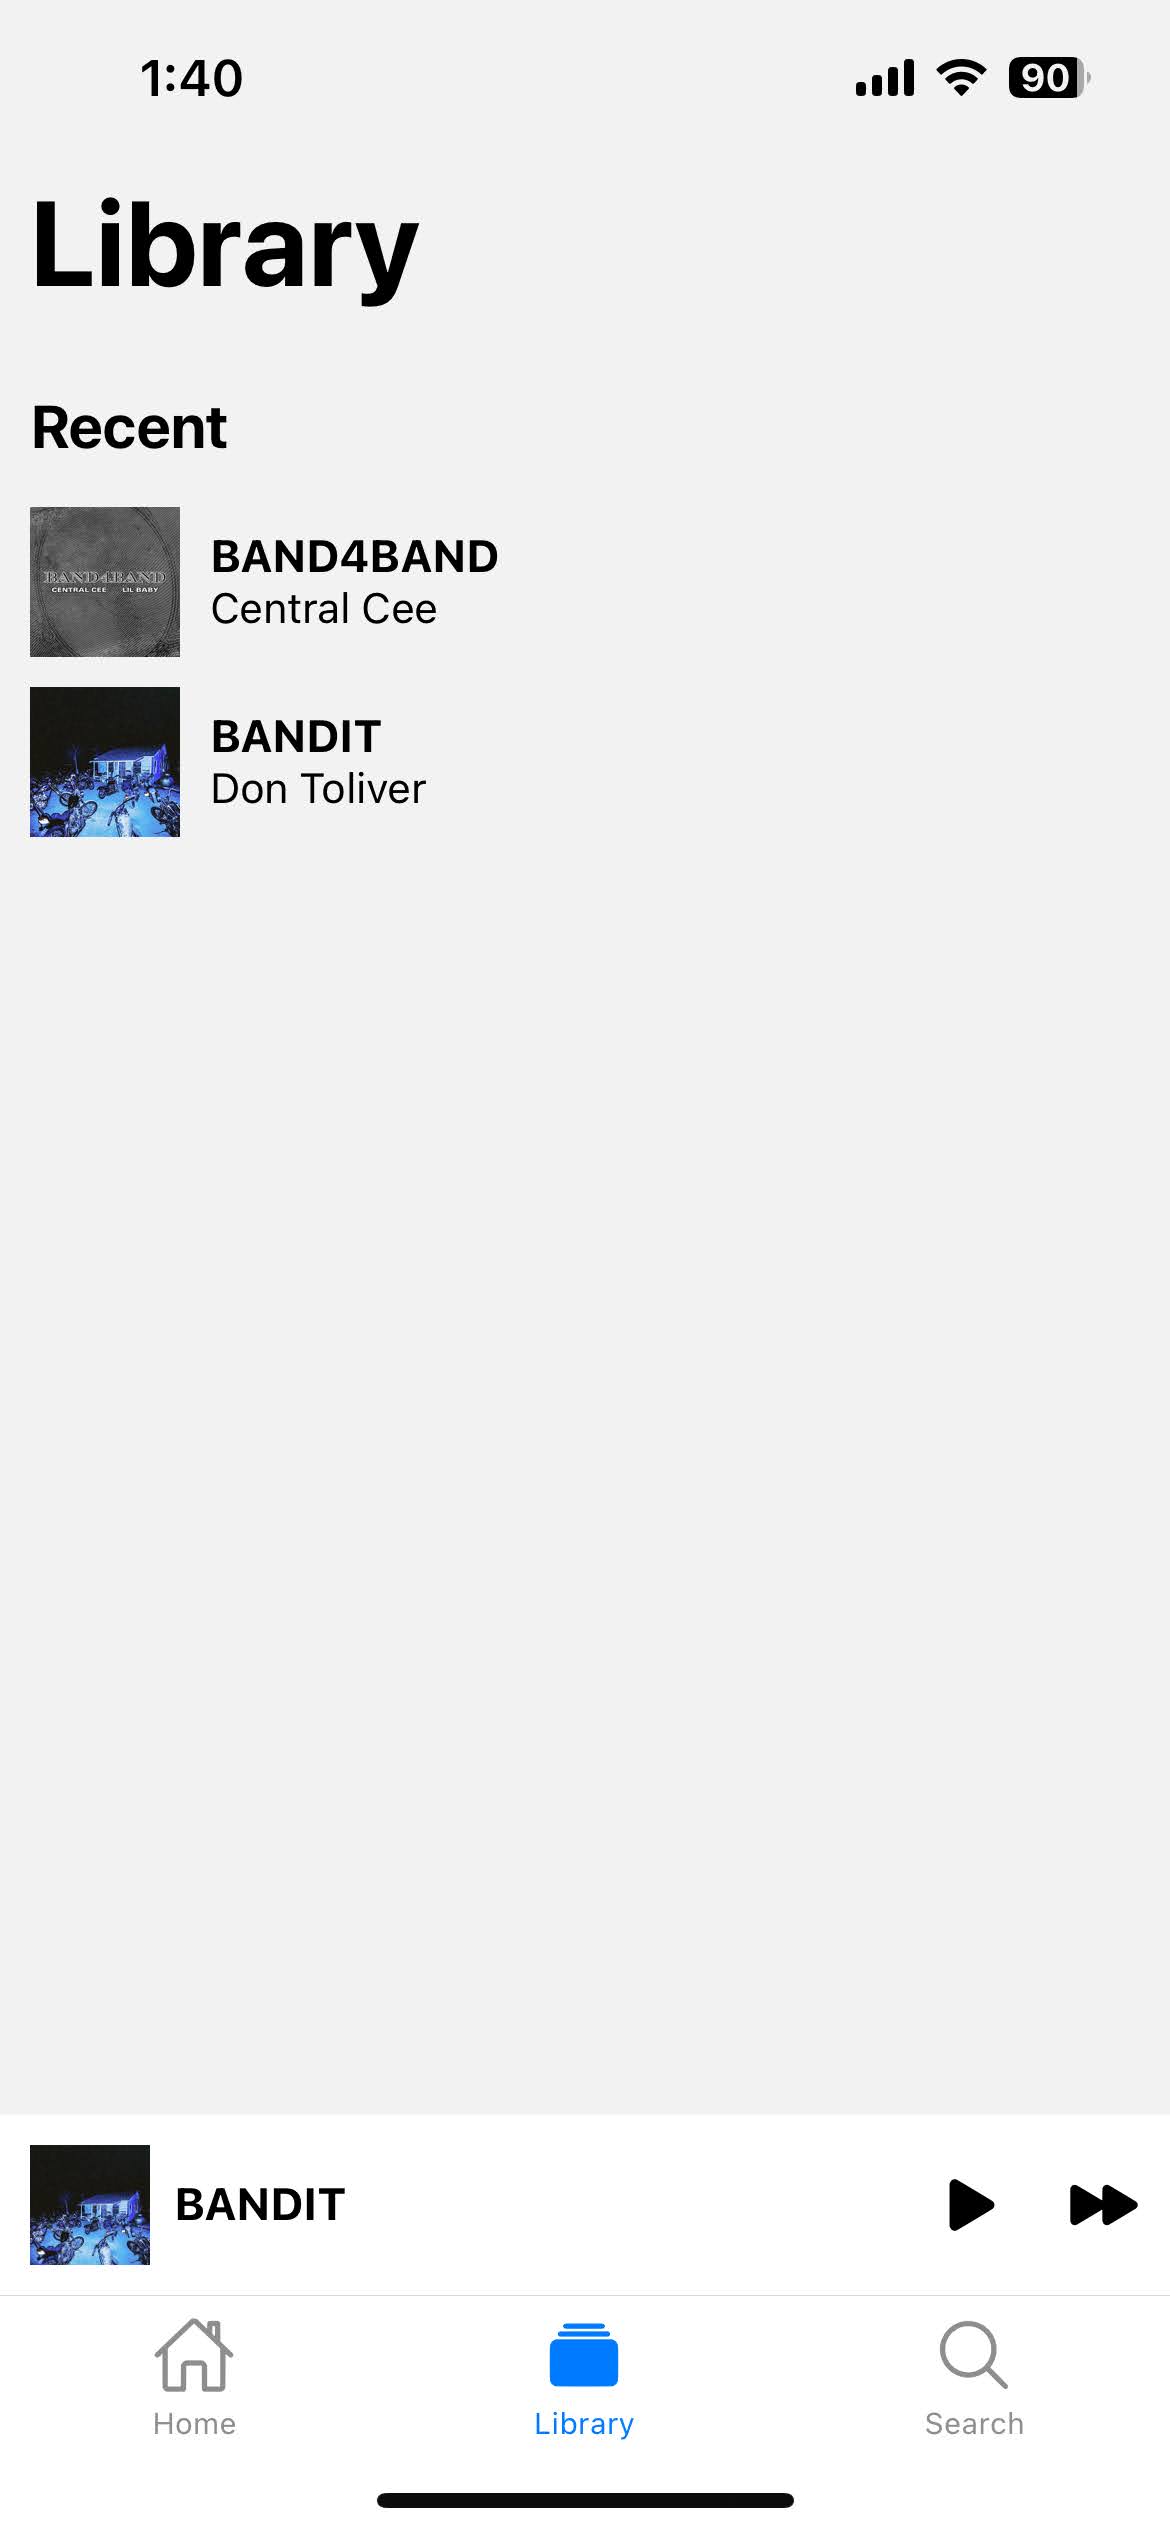 1:40
90
Library
Recent
BAND4BAND
CENTRAL CEE LIL BABY
BAND4BAND
Central Cee
BANDIT
Don Toliver
BANDIT
Home
Library
Search